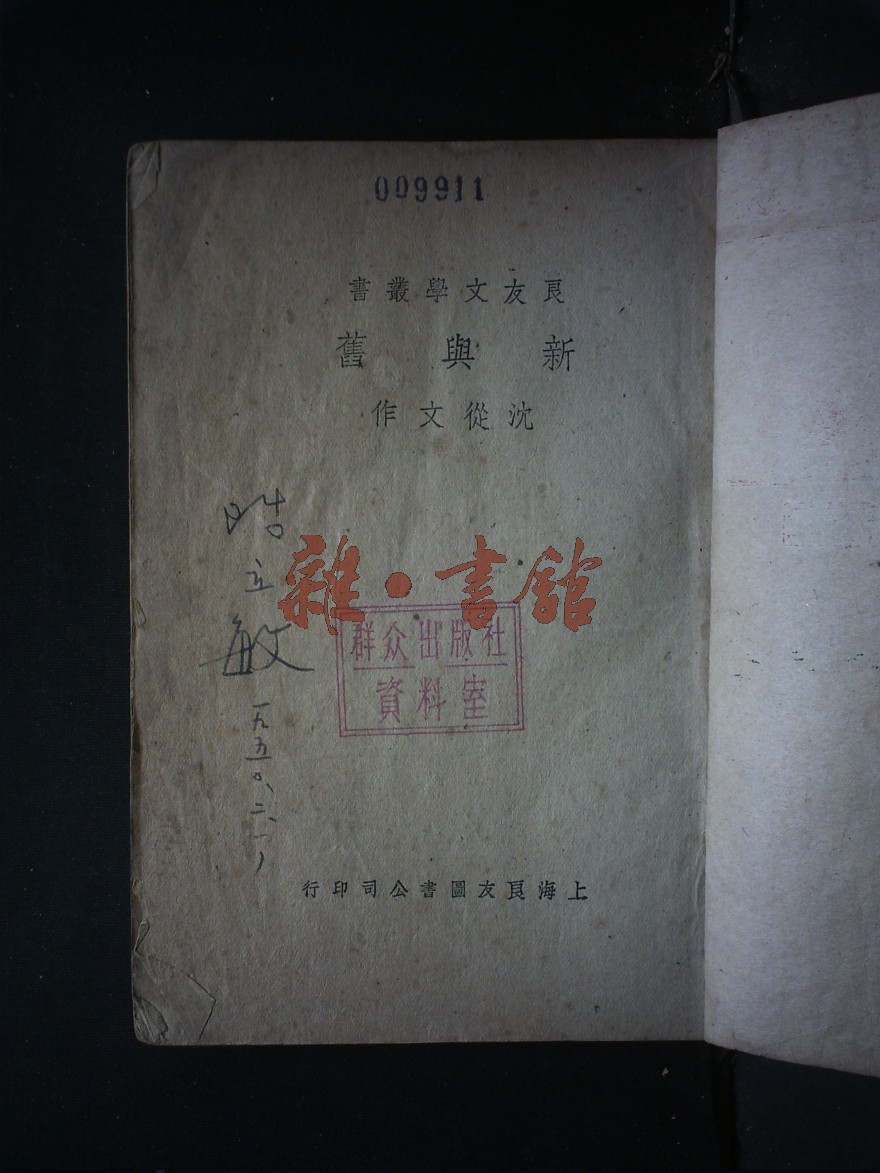 009911
良友文學叢書
新與舊
沈從文作
立敏
一九五〇、二、一、
雜·書館
群众出版社
資料室
上海良友圖書公司印行